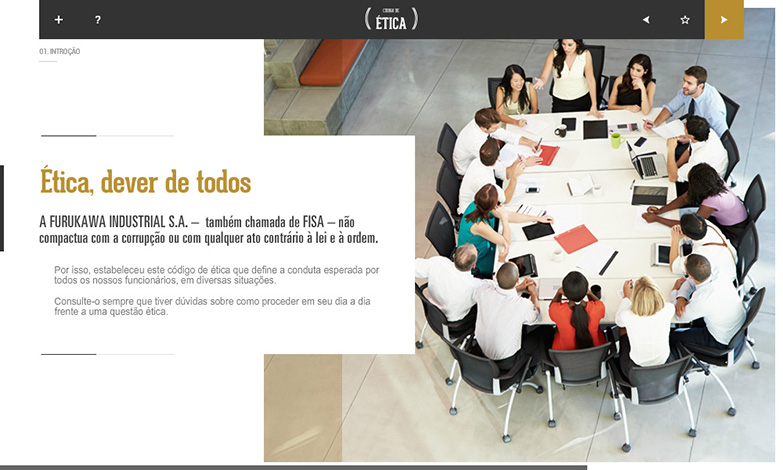 + ?
ÉTICA
01. INTROÇÃO
Ética, dever de todos
A FURUKAWA INDUSTRIAL S.A. – também chamada de FISA – não
compactua com a corrupção ou com qualquer ato contrário à lei e à ordem.
Por isso, estabeleceu este código de ética que define a conduta esperada por
todos os nossos funcionários, em diversas situações.
Consulte-o sempre que tiver dúvidas sobre como proceder em seu dia a dia
frente a uma questão ética.